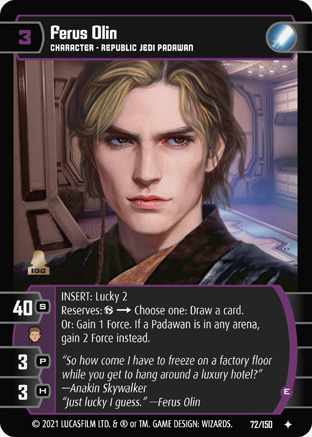 3
Ferus Olin
CHARACTER - REPUBLIC JEDI PADAWAN
40 S
INSERT: Lucky 2
Reserves: → Choose one: Draw a card.
Or: Gain 1 Force. If a Padawan is in any arena,
gain 2 Force instead.
3 P
“So how come I have to freeze on a factory floor
while you get to hang around a luxury hotel?”
—Anakin Skywalker
3 H
“Just lucky I guess.” —Ferus Olin
E
© 2021 LUCASFILM LTD. & ® or TM. GAME DESIGN: WIZARDS.
72/150